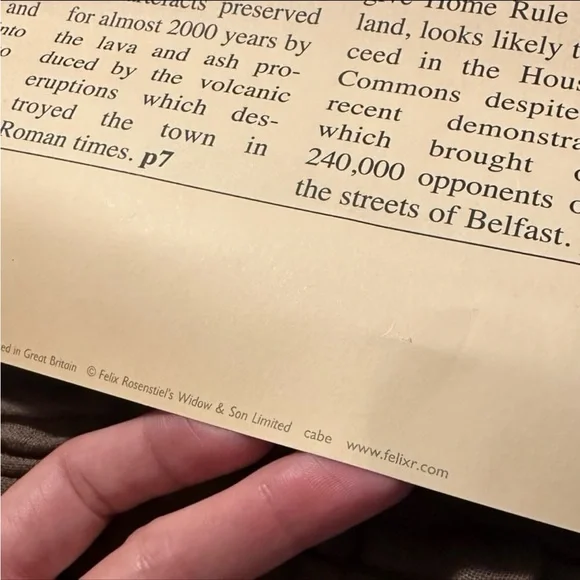 artefacts preserved
and for almost 2000 years by
the lava and ash pro-
duced by the volcanic
eruptions which des-
troyed the town in
Roman times. p7
Home Rule
land, looks likely
ceed in the
Commons despite
recent
which brought
240,000 opponents
the streets of Belfast.
in Great Britain © Felix Rosenstiel's Widow & Son Limited cabe www.felixr.com